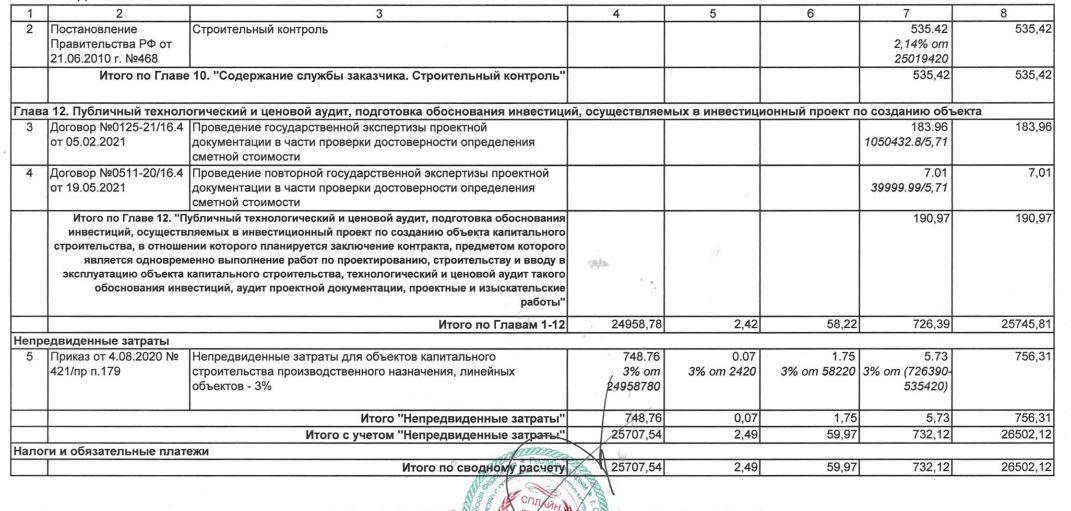 1 2 3 4 5 6 7 8
2 Постановление Строительный контроль 535.42 535,42
Правительства РФ от 2,14% от
21.06.2010 г. №468 25019420
Итого по Главе 10. "Содержание службы заказчика. Строительный контроль" 535,42 535,42
Глава 12. Публичный технологический и ценовой аудит, подготовка обоснования инвестиций, осуществляемых в инвестиционный проект по созданию объекта
3 Договор №0125-21/16.4 Проведение государственной экспертизы проектной 183.96 183,96
от 05.02.2021 документации в части проверки достоверности определения 1050432.8/5,71
сметной стоимости
4 Договор №0511-20/16.4 Проведение повторной государственной экспертизы проектной 7.01 7,01
от 19.05.2021 документации в части проверки достоверности определения 39999.99/5,71
сметной стоимости
Итого по Главе 12. "Публичный технологический и ценовой аудит, подготовка обоснования 190,97 190,97
инвестиций, осуществляемых в инвестиционный проект по созданию объекта капитального
строительства, в отношении которого планируется заключение контракта, предметом которого
является одновременно выполнение работ по проектированию, строительству и вводу в
эксплуатацию объекта капитального строительства, технологический и ценовой аудит такого
обоснования инвестиций, аудит проектной документации, проектные и изыскательские
работы"
Итого по Главам 1-12 24958,78 2,42 58,22 726,39 25745,81
Непредвиденные затраты
5 Приказ от 4.08.2020 № Непредвиденные затраты для объектов капитального 748.76 0.07 1.75 5.73 756,31
421/пр п.179 строительства производственного назначения, линейных 3% от 3% от 2420 3% от 58220 3% от (726390-
объектов - 3% 24958780 535420)
Итого "Непредвиденные затраты" 748,76 0,07 1,75 5,73 756,31
Итого с учетом "Непредвиденные затраты" 25707,54 2,49 59,97 732,12 26502,12
Налоги и обязательные платежи
Итого по сводному расчету 25707,54 2,49 59,97 732,12 26502,12
СПЛАЙН